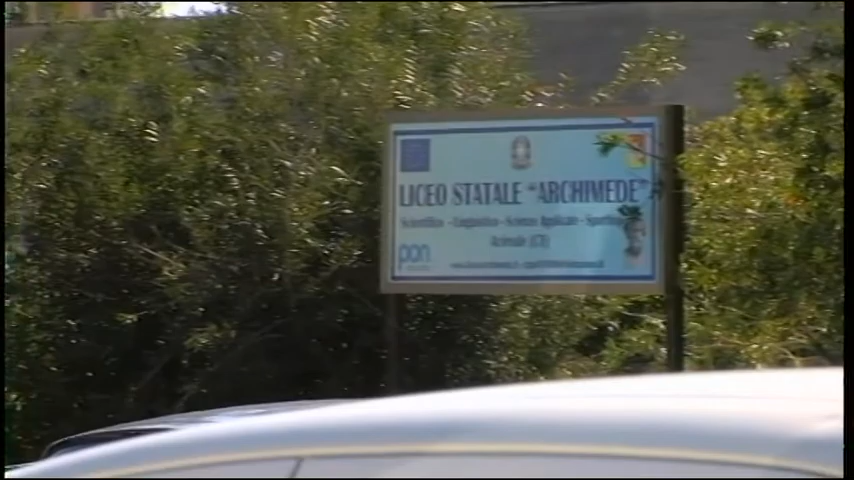 LICEO STATALE "ARCHIMEDE"
Scientifico - Linguistico - Scienze Applicate - Sportivo
Acireale (CT)
pon